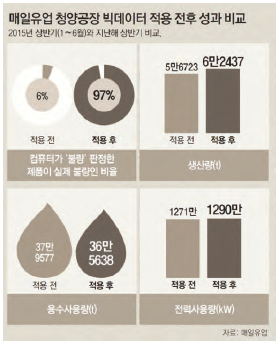 매일유업 청양공장 빅데이터 적용 전후 성과 비교
2015년 상반기(1~6월)와 지난해 상반기 비교.
6%
97%
적용 전
적용 후
컴퓨터가 '불량' 판정한
제품이 실제 불량인 비율
5만6723
6만2437
적용 전
적용 후
생산량(t)
37만
9577
36만
5638
적용 전
적용 후
용수사용량(t)
1271만
1290만
적용 전
적용 후
전력사용량(kW)
자료: 매일유업